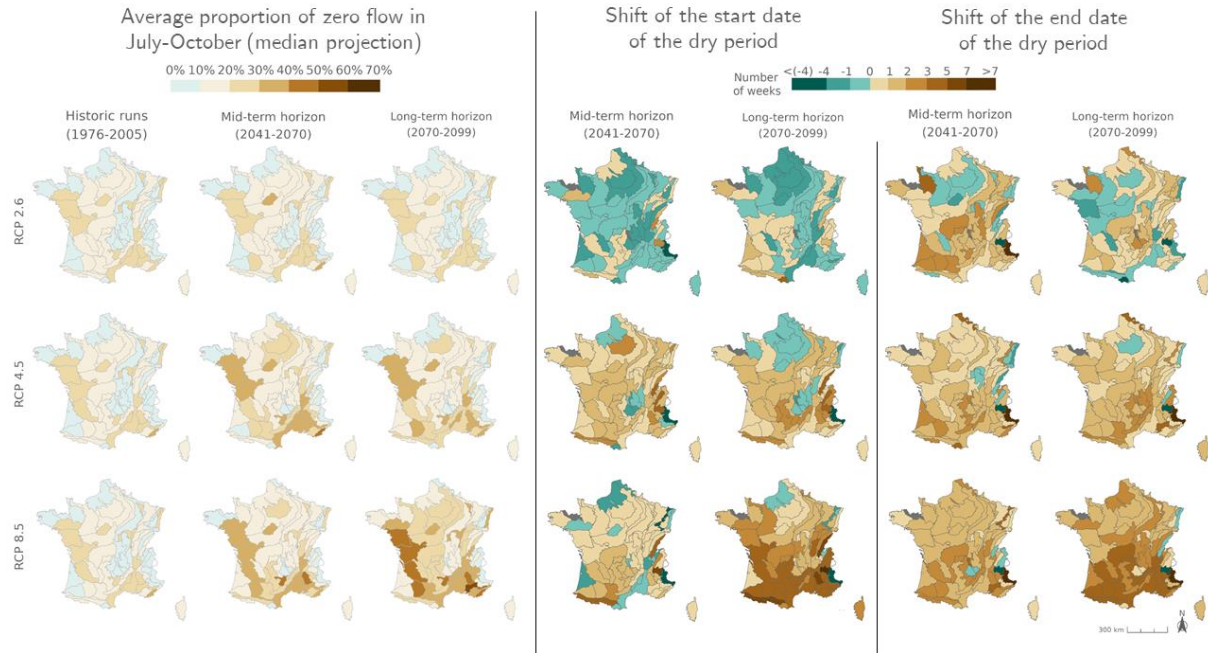 Average proportion of zero flow in
July-October (median projection)
0% 10% 20% 30% 40% 50% 60% 70%
Historic runs
(1976-2005)
Mid-term horizon
(2041-2070)
Long-term horizon
(2070-2099)
Shift of the start date
of the dry period
Shift of the end date
of the dry period
Number
of weeks
<(-4) -4 -1 0 1 2 3 5 7 >7
Mid-term horizon
(2041-2070)
Long-term horizon
(2070-2099)
Mid-term horizon
(2041-2070)
Long-term horizon
(2070-2099)
RCP 2.6
RCP 4.5
RCP 8.5
300 km
N